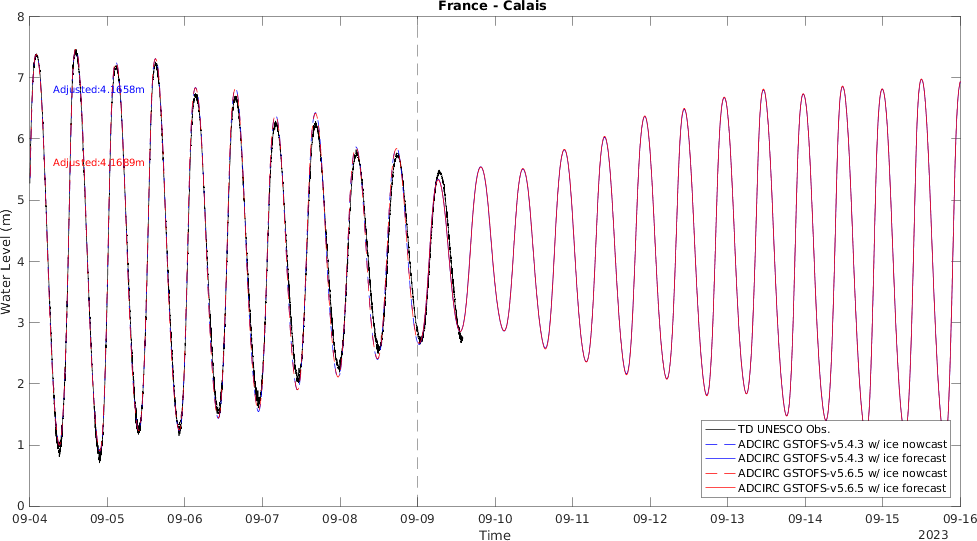 France - Calais
8
7
6
5
4
3
2
1
0
Water Level (m)
Adjusted:4.1658m
Adjusted:4.1689m
TD UNESCO Obs.
ADCIRC GSTOFS-v5.4.3 w/ ice nowcast
ADCIRC GSTOFS-v5.4.3 w/ ice forecast
ADCIRC GSTOFS-v5.6.5 w/ ice nowcast
ADCIRC GSTOFS-v5.6.5 w/ ice forecast
09-04 09-05 09-06 09-07 09-08 09-09 09-10 09-11 09-12 09-13 09-14 09-15 09-16
Time
2023